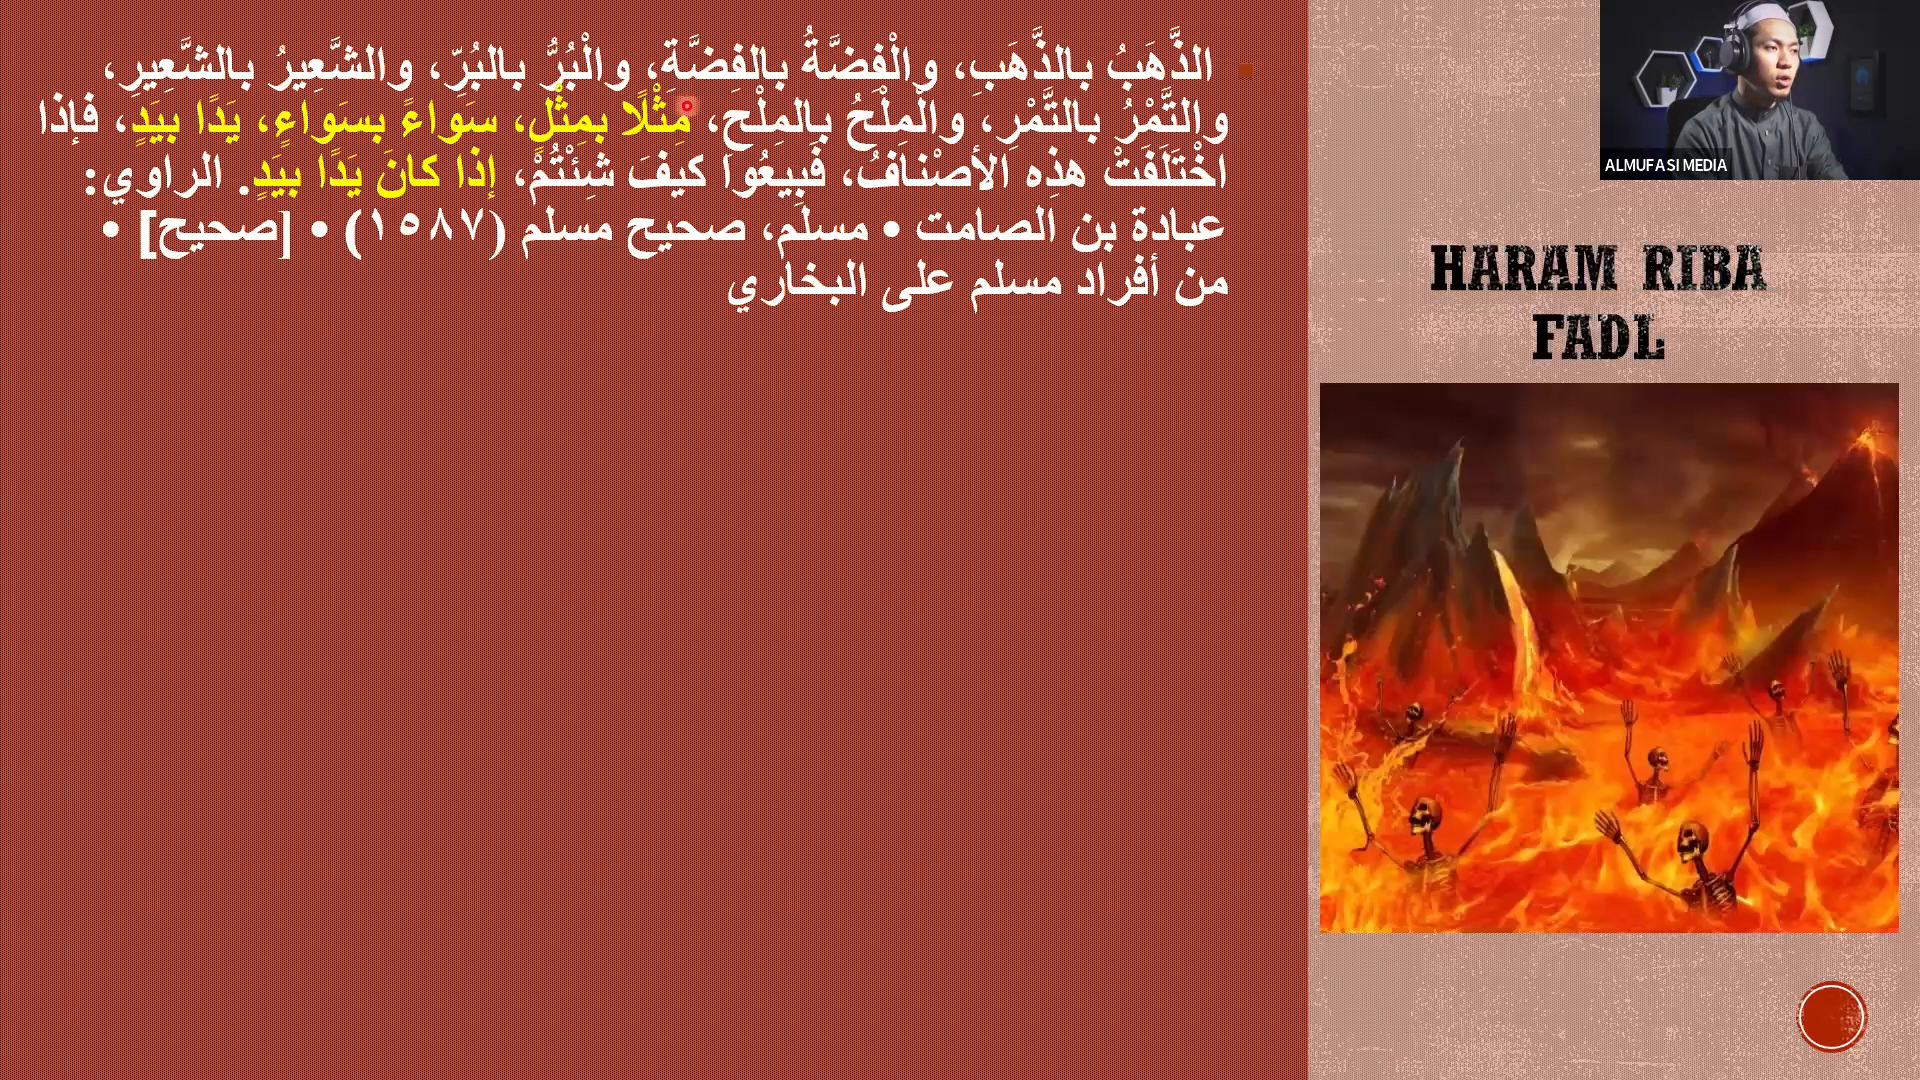 الذَّهَبُ بالذَّهَبِ، والْفِضَّةُ بالفِضَّةِ، والْبُرُّ بالبُرِّ، والشَّعِيرُ بالشَّعِيرِ،
والتَّمْرُ بالتَّمْرِ، والْمِلْحُ بالمِلْحِ، مِثْلًا بمِثْلٍ، سَواءً بسَواءٍ، يَدًا بيَدٍ، فإذا
اخْتَلَفَتْ هذِه الأصْنافُ، فَبِيعُوا كيفَ شِئْتُمْ، إذا كانَ يَدًا بيَدٍ. الراوي:
عبادة بن الصامت • مسلم، صحيح مسلم (١٥٨٧) • [صحيح] •
من أفراد مسلم على البخاري
ALMUFASI MEDIA
HARAM RIBA
FADL